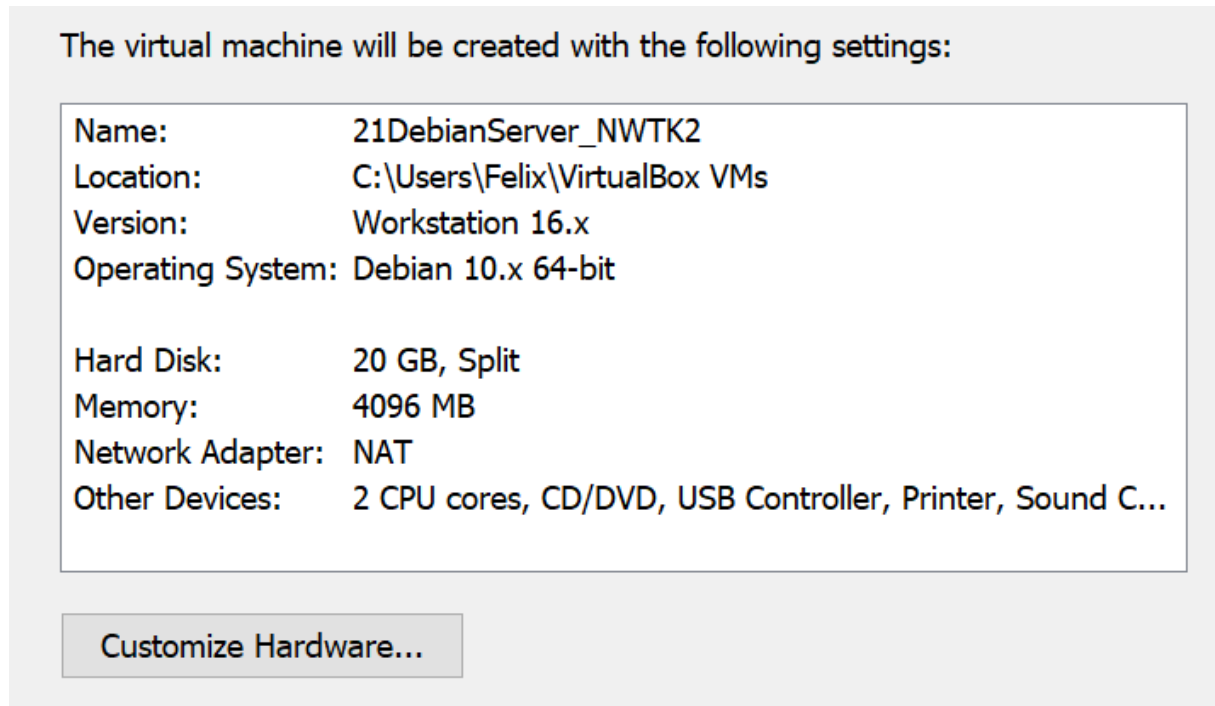 The virtual machine will be created with the following settings:
Name: 21DebianServer_NWTK2
Location: C:\Users\Felix\VirtualBox VMs
Version: Workstation 16.x
Operating System: Debian 10.x 64-bit
Hard Disk: 20 GB, Split
Memory: 4096 MB
Network Adapter: NAT
Other Devices: 2 CPU cores, CD/DVD, USB Controller, Printer, Sound C...
Customize Hardware...